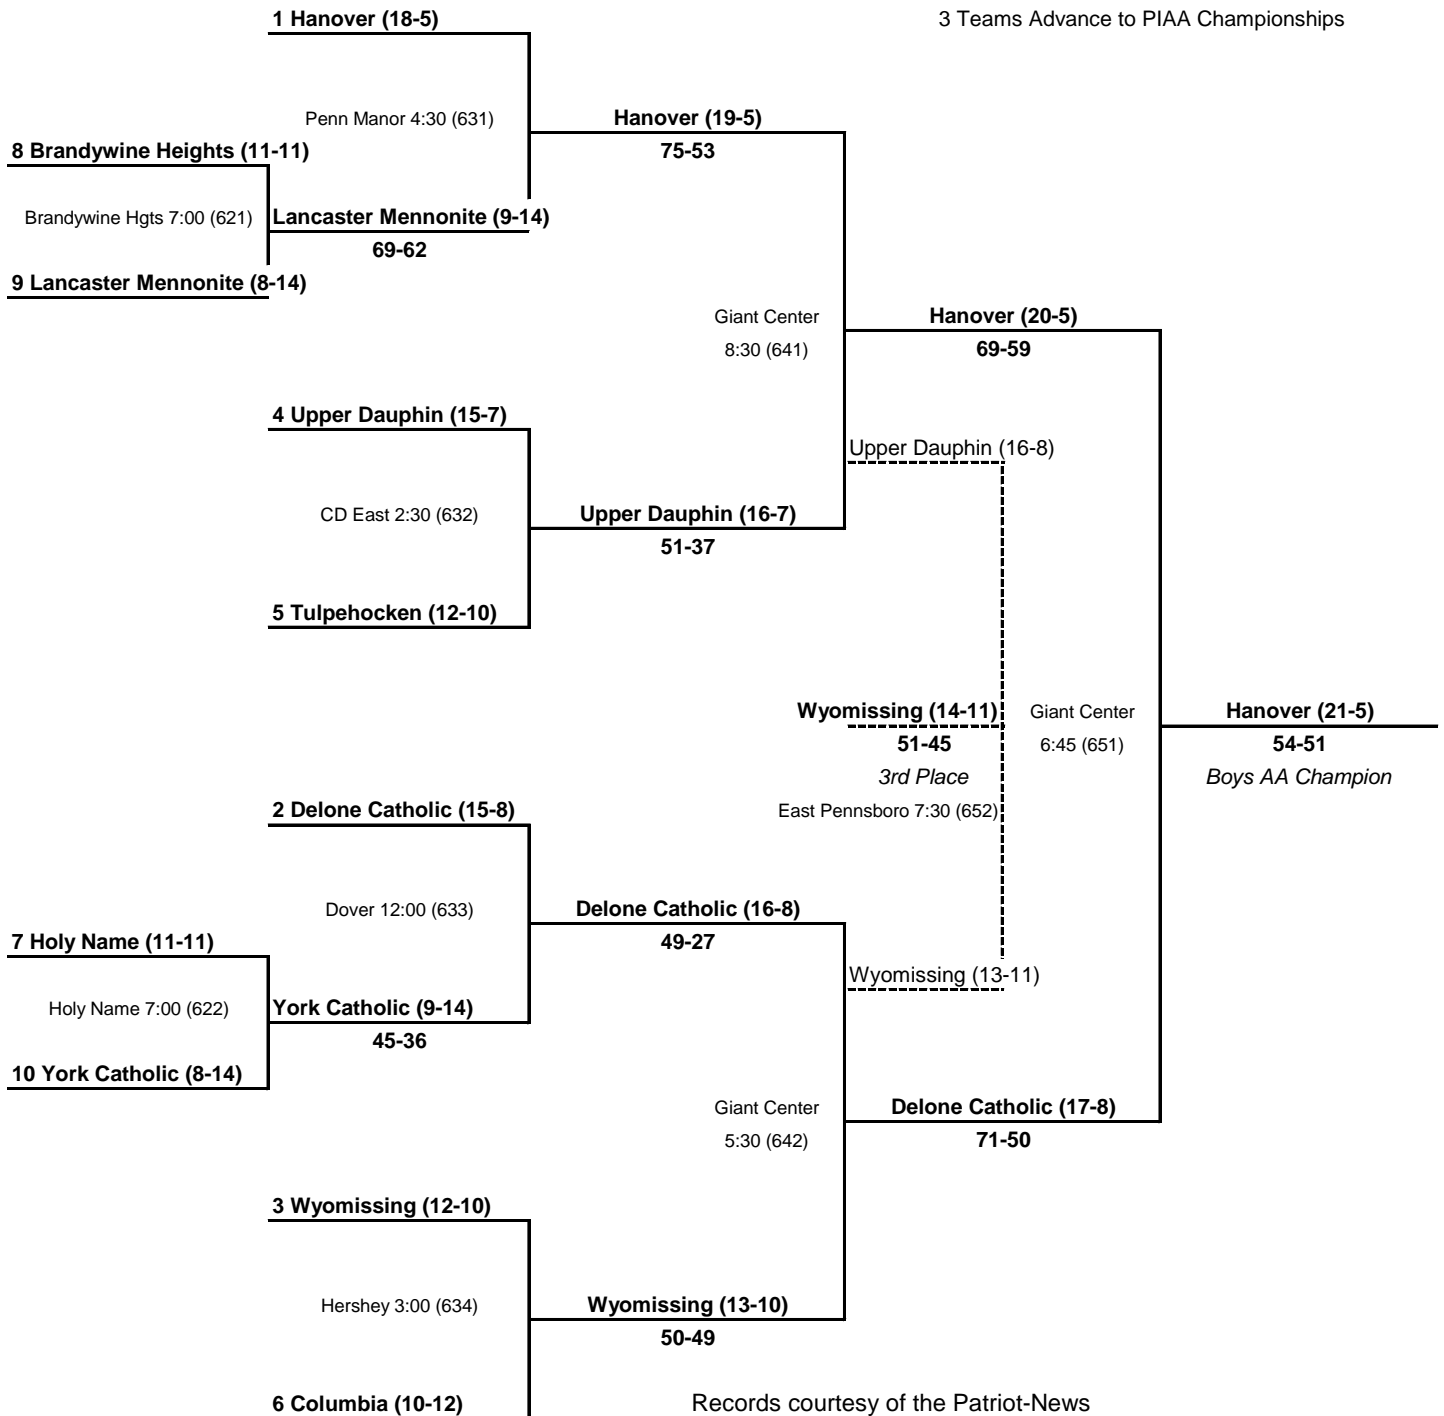 1 Hanover (18-5)
3 Teams Advance to PIAA Championships
Penn Manor 4:30 (631)
Hanover (19-5)
75-53
8 Brandywine Heights (11-11)
Brandywine Hgts 7:00 (621)
Lancaster Mennonite (9-14)
69-62
9 Lancaster Mennonite (8-14)
Giant Center
8:30 (641)
Hanover (20-5)
69-59
4 Upper Dauphin (15-7)
Upper Dauphin (16-8)
CD East 2:30 (632)
Upper Dauphin (16-7)
51-37
5 Tulpehocken (12-10)
Wyomissing (14-11)
51-45
3rd Place
East Pennsboro 7:30 (652)
Giant Center
6:45 (651)
Hanover (21-5)
54-51
Boys AA Champion
2 Delone Catholic (15-8)
Dover 12:00 (633)
Delone Catholic (16-8)
49-27
7 Holy Name (11-11)
Holy Name 7:00 (622)
York Catholic (9-14)
45-36
10 York Catholic (8-14)
Wyomissing (13-11)
Giant Center
5:30 (642)
Delone Catholic (17-8)
71-50
3 Wyomissing (12-10)
Hershey 3:00 (634)
Wyomissing (13-10)
50-49
6 Columbia (10-12)
Records courtesy of the Patriot-News